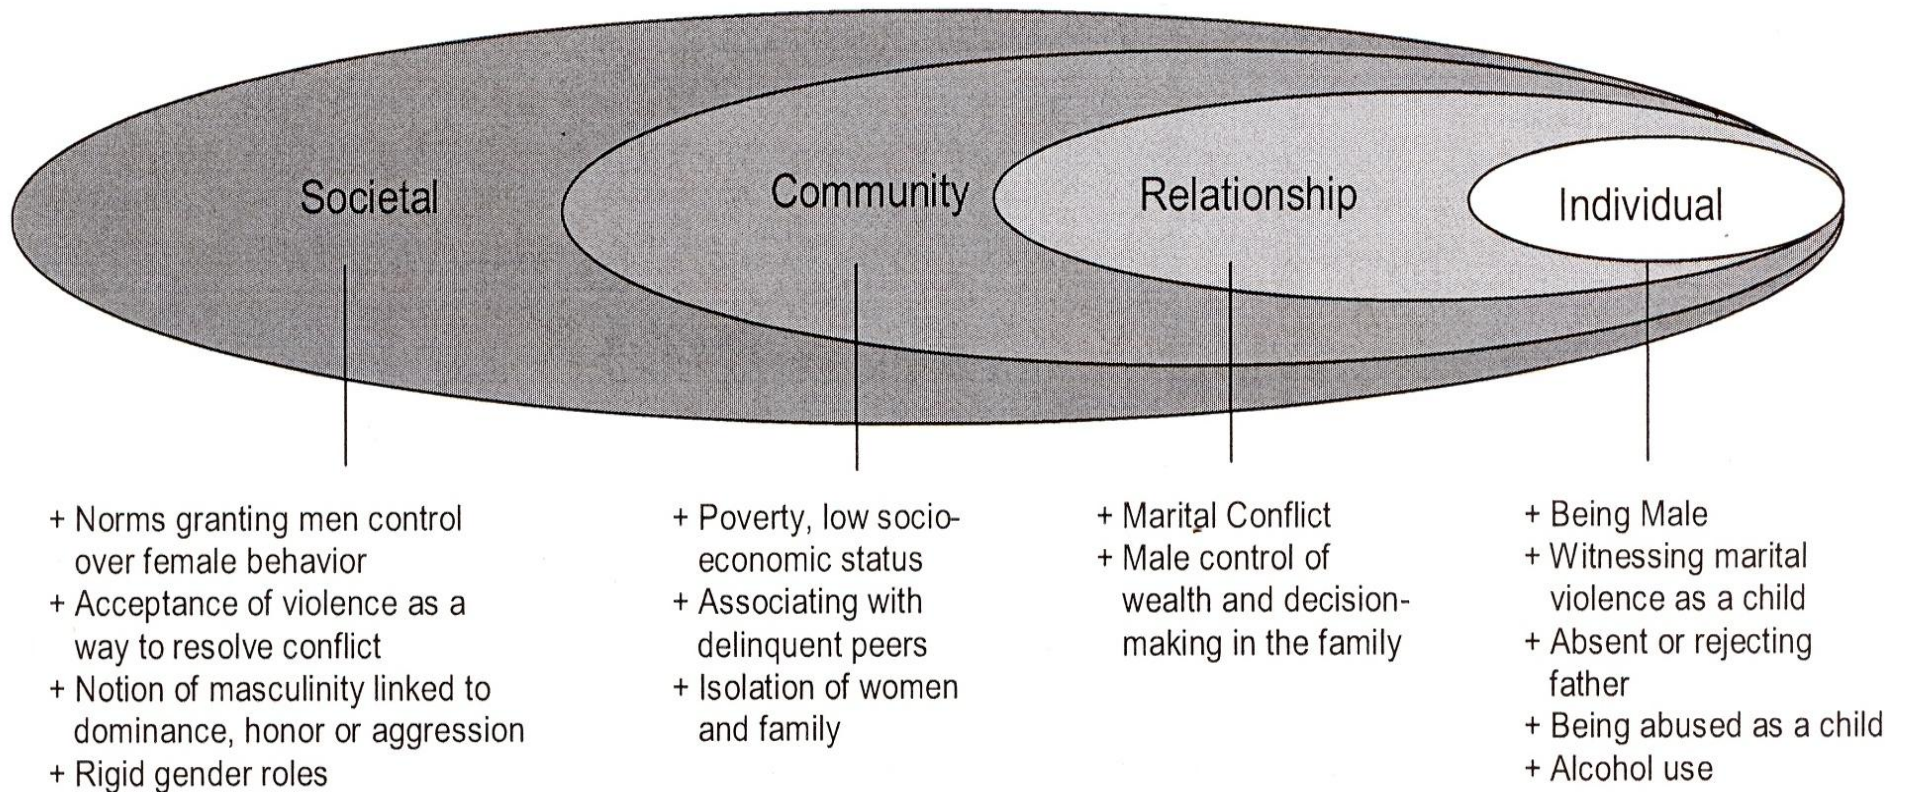 Societal
Community
Relationship
Individual
+ Norms granting men control
over female behavior
+ Acceptance of violence as a
way to resolve conflict
+ Notion of masculinity linked to
dominance, honor or aggression
+ Rigid gender roles
+ Poverty, low socio-
economic status
+ Associating with
delinquent peers
+ Isolation of women
and family
+ Marital Conflict
+ Male control of
wealth and decision-
making in the family
+ Being Male
+ Witnessing marital
violence as a child
+ Absent or rejecting
father
+ Being abused as a child
+ Alcohol use